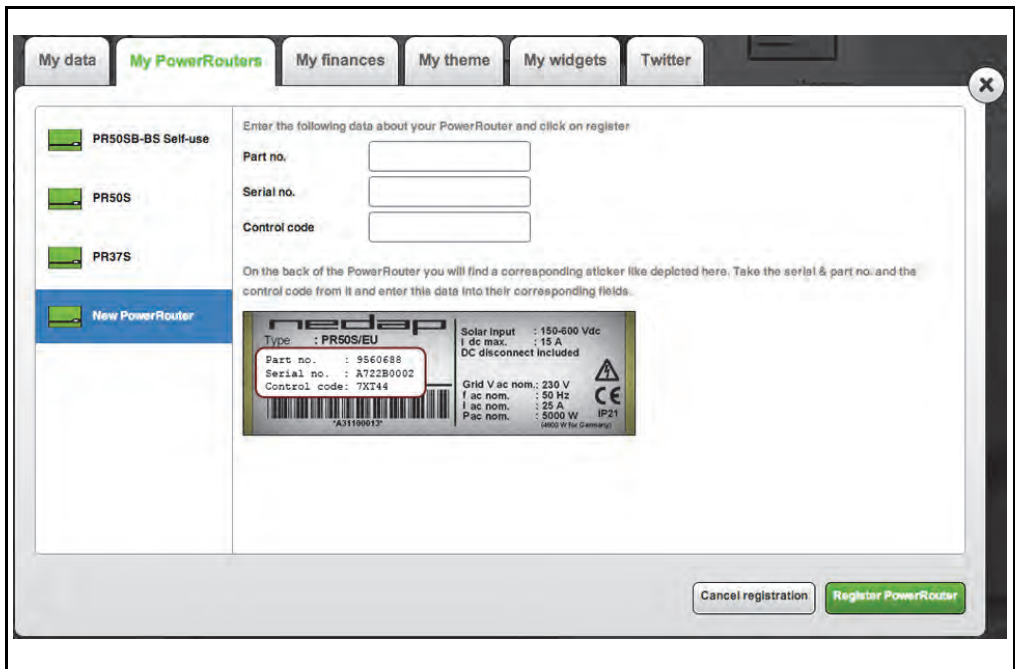 My data
My PowerRouters
My finances
My theme
My widgets
Twitter
PR50SB-BS Self-use
PR50S
PR37S
New PowerRouter
Enter the following data about your PowerRouter and click on register
Part no.
Serial no.
Control code
On the back of the PowerRouter you will find a corresponding sticker like depicted here. Take the serial & part no. and the
control code from it and enter this data into their corresponding fields.
nedap
Type : PR50S/EU
Part no. : 9560688
Serial no. : A722B0002
Control code: 7XT44
*A31100013*
Solar input : 150-600 Vdc
I dc max. : 15 A
DC disconnect included
Grid V ac nom.: 230 V
f ac nom. : 50 Hz
I ac nom. : 25 A
Pac nom. : 5000 W
(4600 W for Germany)
CE
IP21
Cancel registration
Register PowerRouter